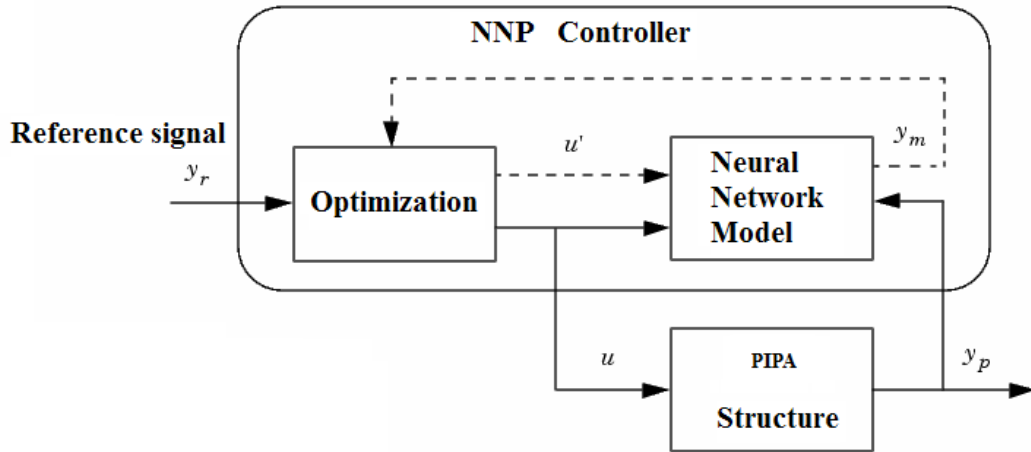 NNP Controller
Reference signal
y_r
Optimization
u'
Neural
Network
Model
y_m
u
PIPA
Structure
y_p